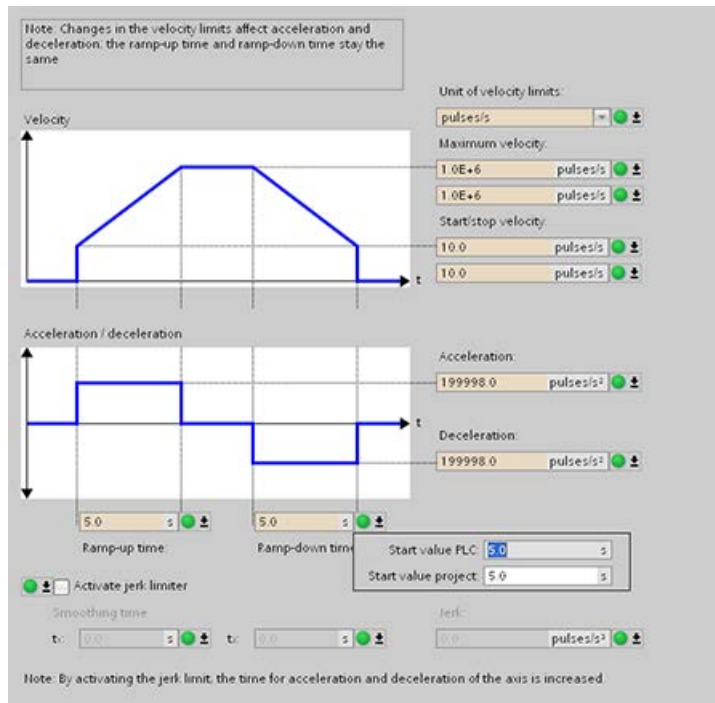 Note: Changes in the velocity limits affect acceleration and
deceleration; the ramp-up time and ramp-down time stay the
same
Unit of velocity limits:
pulses/s
Velocity
Maximum velocity:
1.0E+6 pulses/s
1.0E+6 pulses/s
Start/stop velocity
10.0 pulses/s
10.0 pulses/s
t
Acceleration / deceleration
Acceleration:
199998.0 pulses/s²
t
Deceleration:
199998.0 pulses/s²
5.0 s
5.0 s
Ramp-up time:
Ramp-down time
Start value PLC: 5.0 s
Start value project: 5.0 s
Activate jerk limiter
Smoothing time
Jerk:
t₁: 0.0 s
t₂: 0.0 s
0.0 pulses/s³
Note: By activating the jerk limit, the time for acceleration and deceleration of the axis is increased